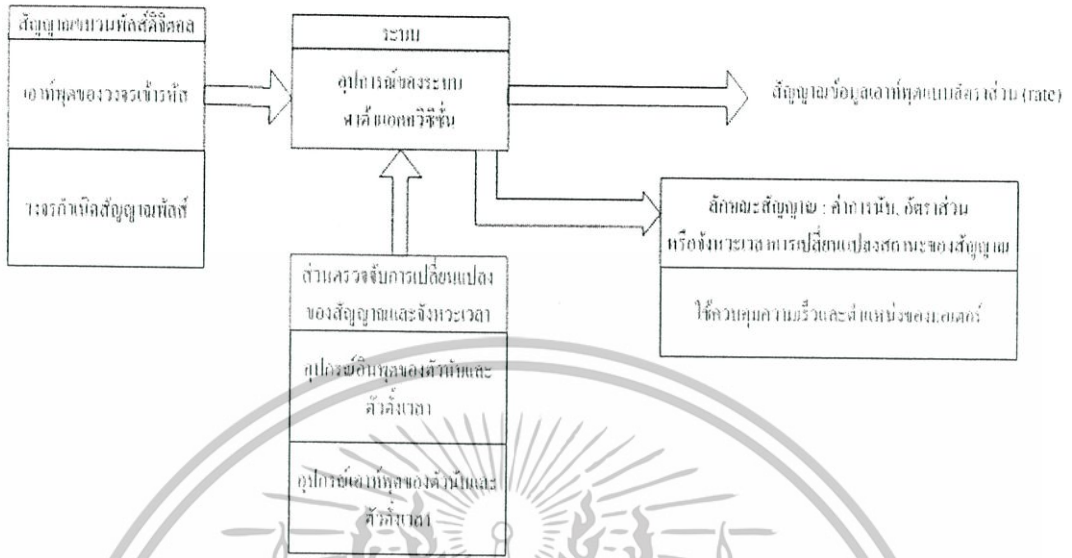 สัญญาณขบวนพัลส์ดิจิตอล
เอาท์พุตของวงจรเข้ารหัส
วงจรกำเนิดสัญญาณพัลส์
ระบบ
อุปกรณ์ของระบบ
ดาต้าแอคควิซิชั่น
สัญญาณข้อมูลเอาท์พุตแบบอัตราส่วน (rate)
ลักษณะสัญญาณ : ค่าการนับ, อัตราส่วน
หรือจังหวะเวลาการเปลี่ยนแปลงสถานะของสัญญาณ
ใช้ควบคุมความเร็วและตำแหน่งของมอเตอร์
ส่วนตรวจจับการเปลี่ยนแปลง
ของสัญญาณและจังหวะเวลา
อุปกรณ์อินพุตของตัวนับและ
ตัวตั้งเวลา
อุปกรณ์เอาท์พุตของตัวนับและ
ตัวตั้งเวลา